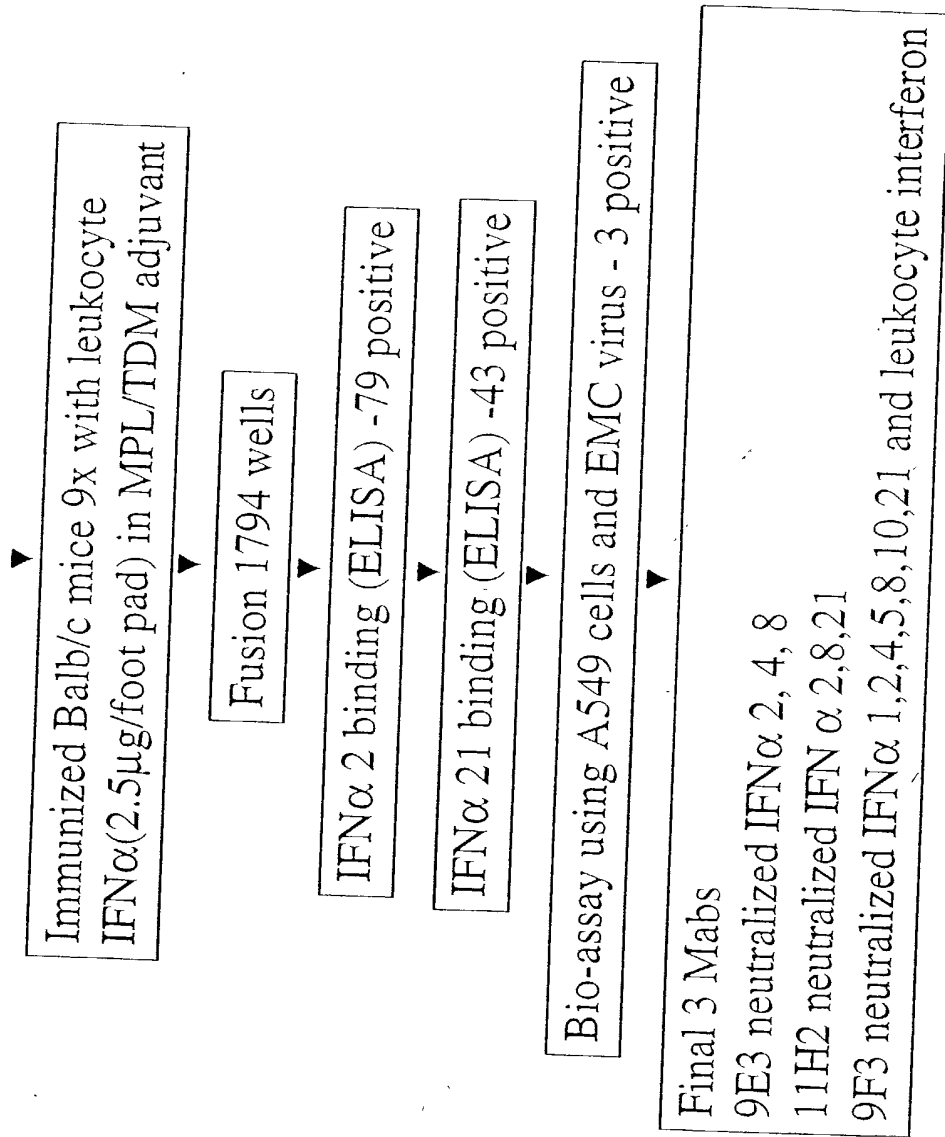 Immunized Balb/c mice 9x with leukocyte
IFNα(2.5µg/foot pad) in MPL/TDM adjuvant
Fusion 1794 wells
IFNα 2 binding (ELISA) -79 positive
IFNα 21 binding (ELISA) -43 positive
Bio-assay using A549 cells and EMC virus - 3 positive
Final 3 Mabs
9E3 neutralized IFNα 2, 4, 8
11H2 neutralized IFN α 2,8,21
9F3 neutralized IFNα 1,2,4,5,8,10,21 and leukocyte interferon